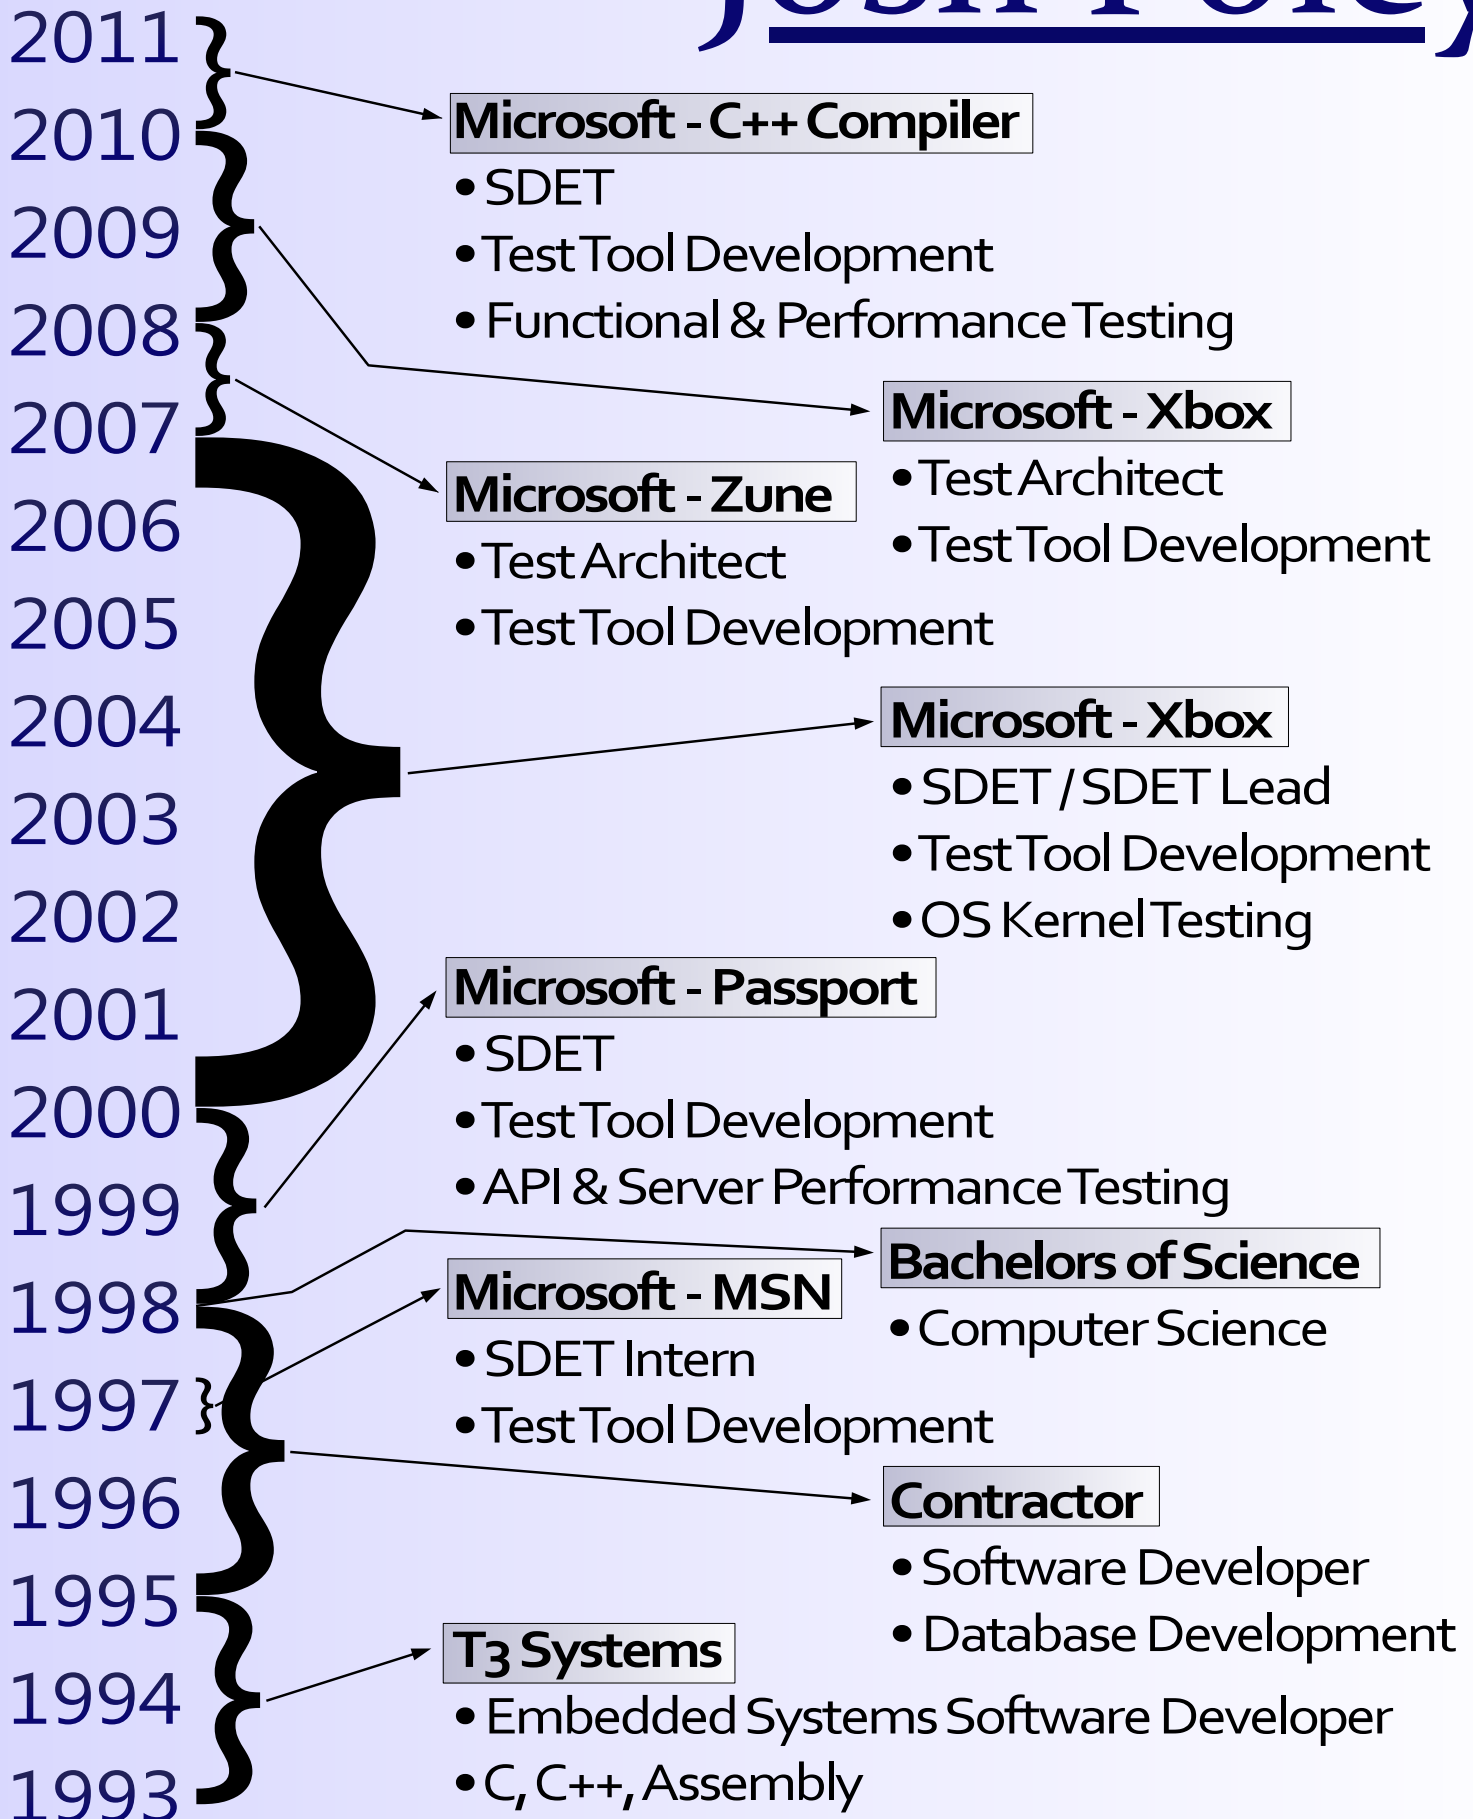 Josh Poley
2011
2010
2009
2008
2007
2006
2005
2004
2003
2002
2001
2000
1999
1998
1997
1996
1995
1994
1993
Microsoft - C++ Compiler
• SDET
• Test Tool Development
• Functional & Performance Testing
Microsoft - Xbox
• Test Architect
• Test Tool Development
Microsoft - Zune
• Test Architect
• Test Tool Development
Microsoft - Xbox
• SDET / SDET Lead
• Test Tool Development
• OS Kernel Testing
Microsoft - Passport
• SDET
• Test Tool Development
• API & Server Performance Testing
Bachelors of Science
• Computer Science
Microsoft - MSN
• SDET Intern
• Test Tool Development
Contractor
• Software Developer
• Database Development
T3 Systems
• Embedded Systems Software Developer
• C, C++, Assembly